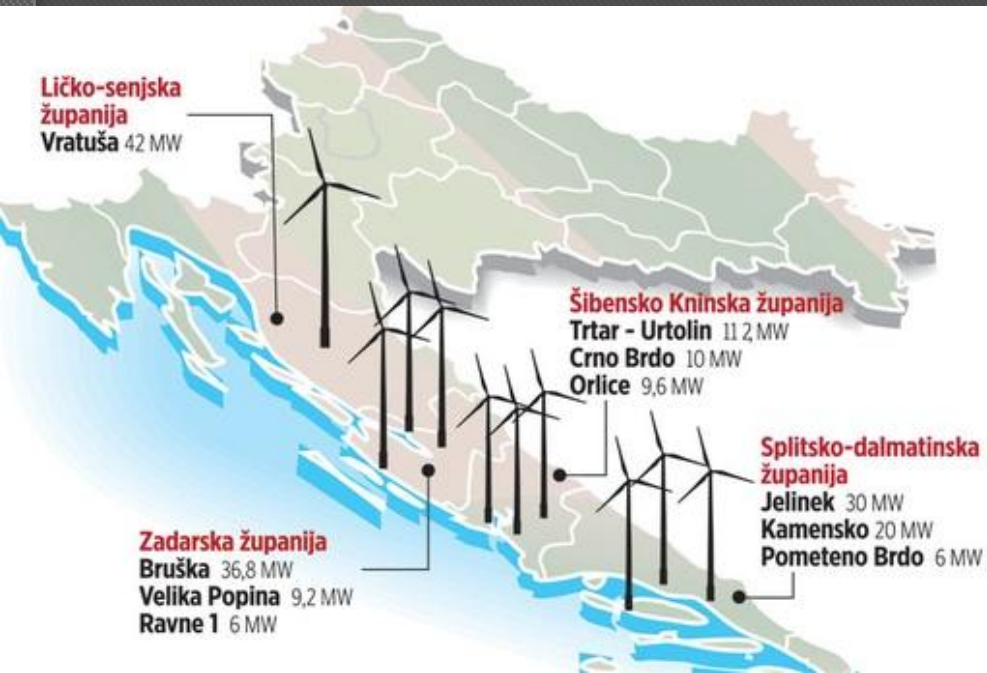 Ličko-senjska
županija
Vratuša 42 MW
Šibensko Kninska županija
Trtar - Urtolin 11 2, MW
Crno Brdo 10 MW
Orlice 9,6 MW
Splitsko-dalmatinska
županija
Jelinek 30 MW
Kamensko 20 MW
Pometeno Brdo 6 MW
Zadarska županija
Bruška 36,8 MW
Velika Popina 9,2 MW
Ravne 1 6 MW